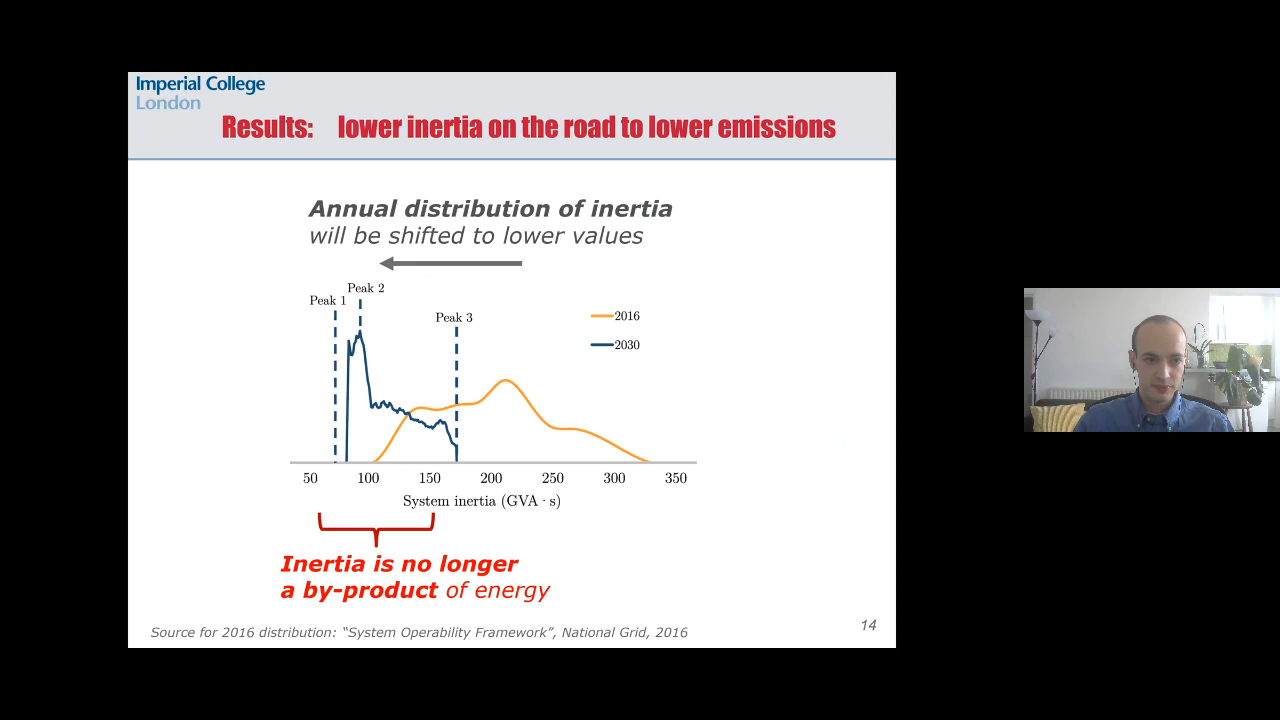 Imperial College
London
Results: lower inertia on the road to lower emissions
Annual distribution of inertia
will be shifted to lower values
Peak 1
Peak 2
Peak 3
2016
2030
50 100 150 200 250 300 350
System inertia (GVA · s)
Inertia is no longer
a by-product of energy
Source for 2016 distribution: “System Operability Framework”, National Grid, 2016
14